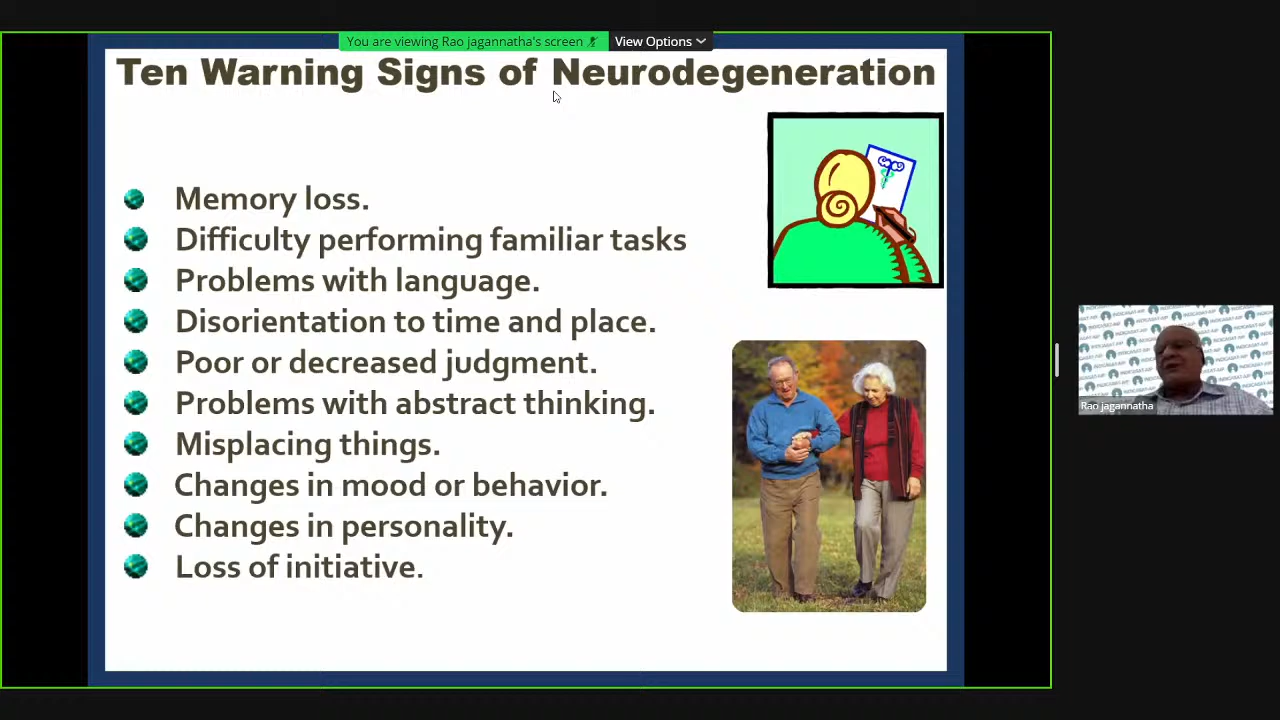 You are viewing Rao jagannatha's screen
View Options
Ten Warning Signs of Neurodegeneration
Memory loss.
Difficulty performing familiar tasks
Problems with language.
Disorientation to time and place.
Poor or decreased judgment.
Problems with abstract thinking.
Misplacing things.
Changes in mood or behavior.
Changes in personality.
Loss of initiative.
INDICASAT-AIP
Rao jagannatha